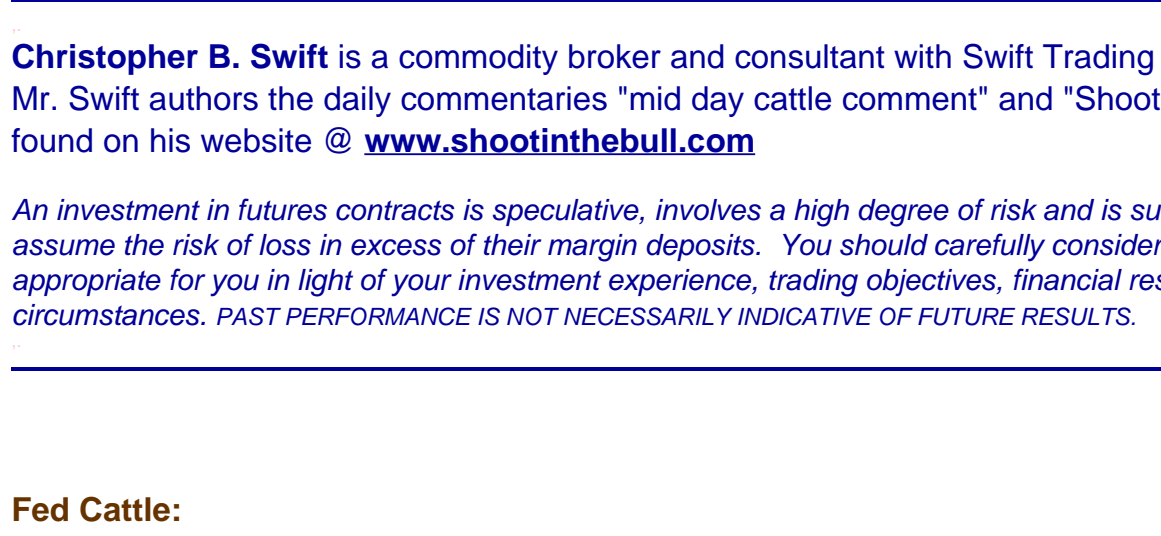 Christopher B. Swift is a commodity broker and consultant with Swift Trading
Mr. Swift authors the daily commentaries "mid day cattle comment" and "Shoot
found on his website @ www.shootinthebull.com
An investment in futures contracts is speculative, involves a high degree of risk and is su
assume the risk of loss in excess of their margin deposits. You should carefully consider
appropriate for you in light of your investment experience, trading objectives, financial res
circumstances. PAST PERFORMANCE IS NOT NECESSARILY INDICATIVE OF FUTURE RESULTS.
Fed Cattle: